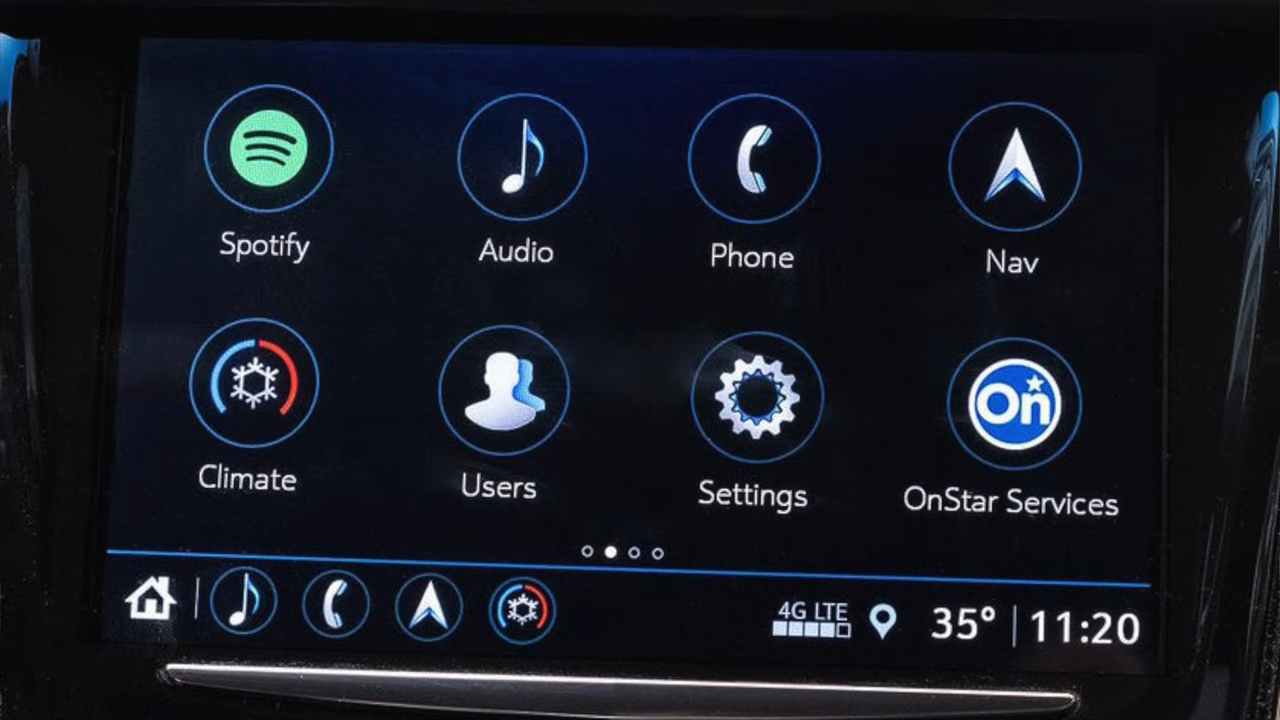 Spotify Audio Phone Nav
On
Climate Users Settings OnStar Services
4G LTE
35° 11:20